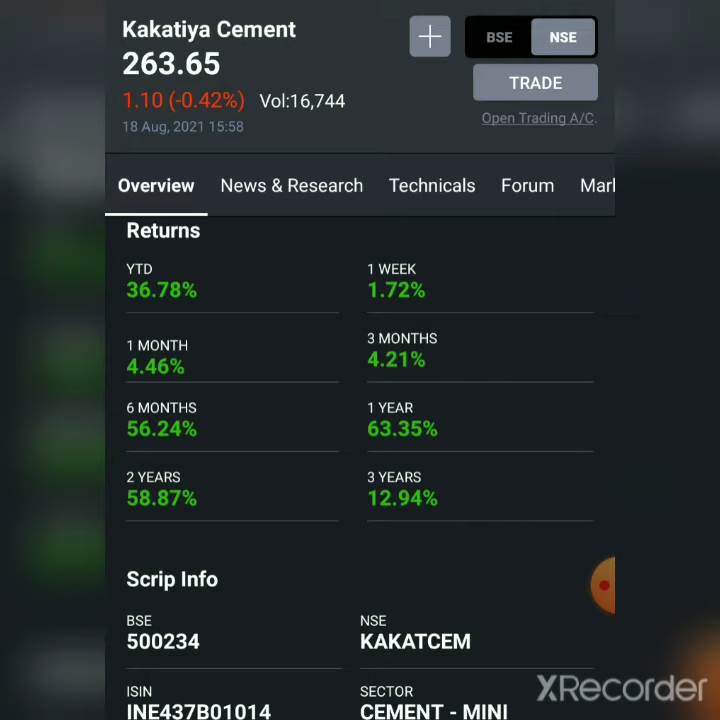 Kakatiya Cement
BSE NSE
263.65
TRADE
1.10 (-0.42%) Vol:16,744
18 Aug, 2021 15:58
Open Trading A/C.
Overview News & Research Technicals Forum Marl
Returns
YTD 1 WEEK
36.78% 1.72%
1 MONTH 3 MONTHS
4.46% 4.21%
6 MONTHS 1 YEAR
56.24% 63.35%
2 YEARS 3 YEARS
58.87% 12.94%
Scrip Info
BSE NSE
500234 KAKATCEM
ISIN SECTOR
INE437B01014 CEMENT - MINI
XRecorder